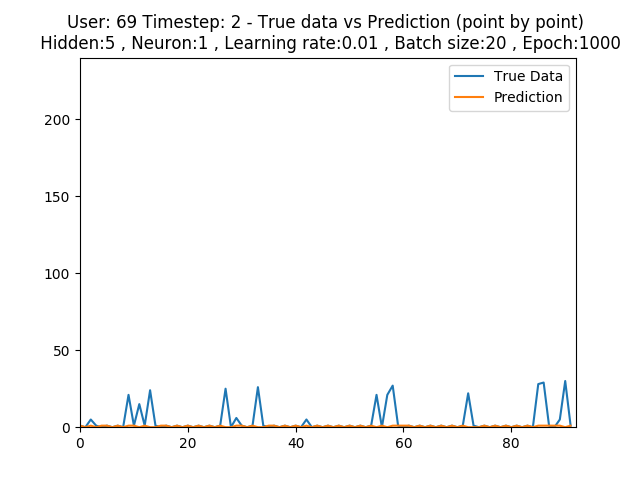 User: 69 Timestep: 2 - True data vs Prediction (point by point)
Hidden:5 , Neuron:1 , Learning rate:0.01 , Batch size:20 , Epoch:1000
True Data
Prediction
200
150
100
50
0
0 20 40 60 80